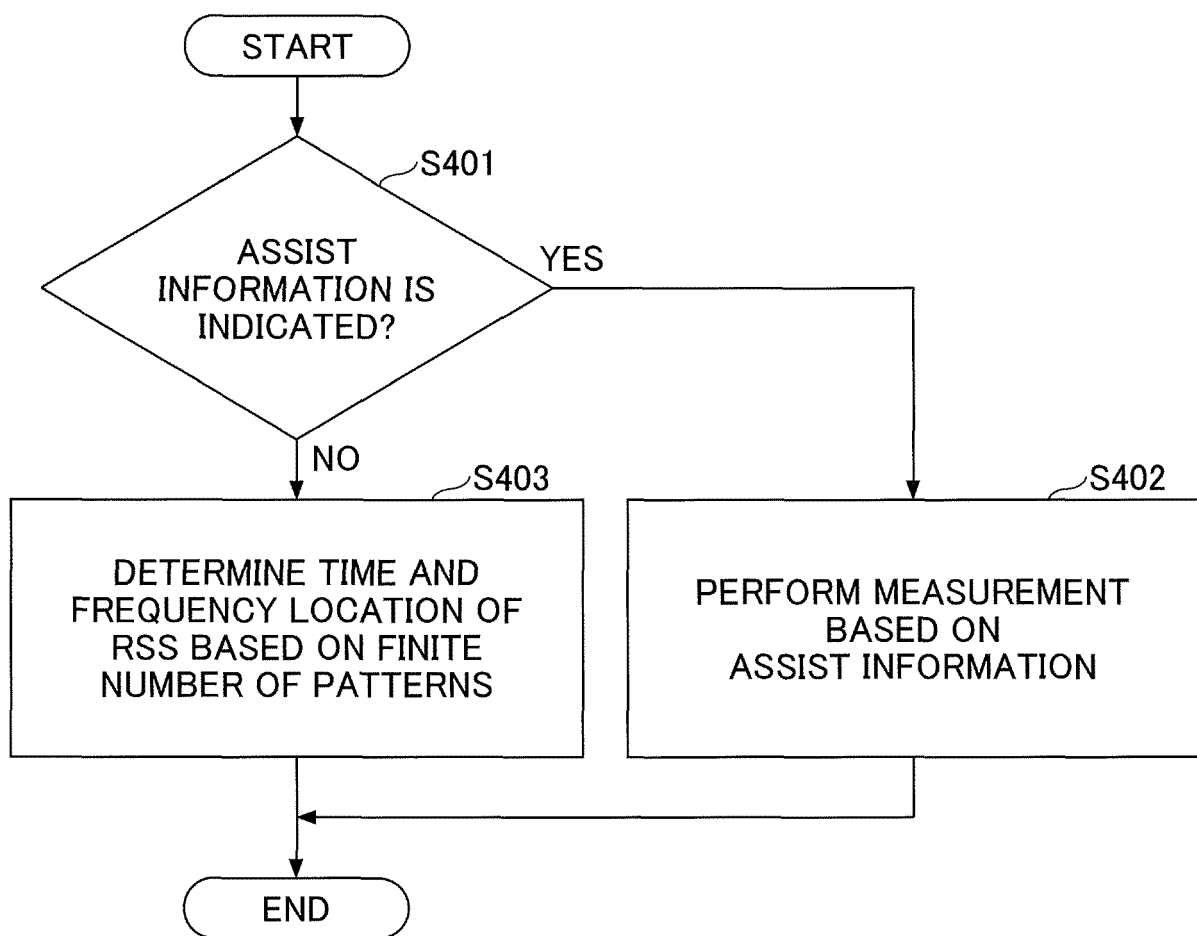 START
S401
ASSIST
INFORMATION IS
INDICATED?
YES
NO
S403
DETERMINE TIME AND
FREQUENCY LOCATION OF
RSS BASED ON FINITE
NUMBER OF PATTERNS
S402
PERFORM MEASUREMENT
BASED ON
ASSIST INFORMATION
END